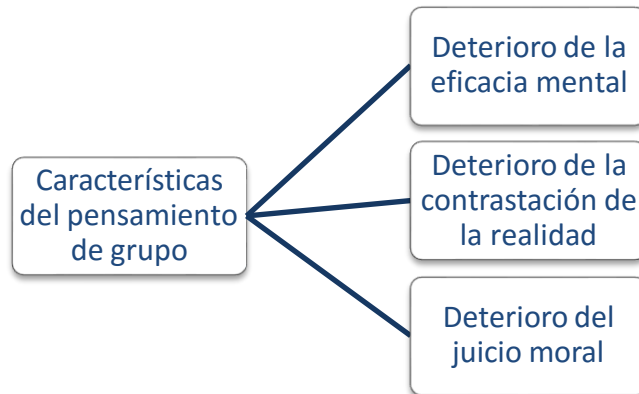 Características
del pensamiento
de grupo
Deterioro de la
eficacia mental
Deterioro de la
contrastación de
la realidad
Deterioro del
juicio moral